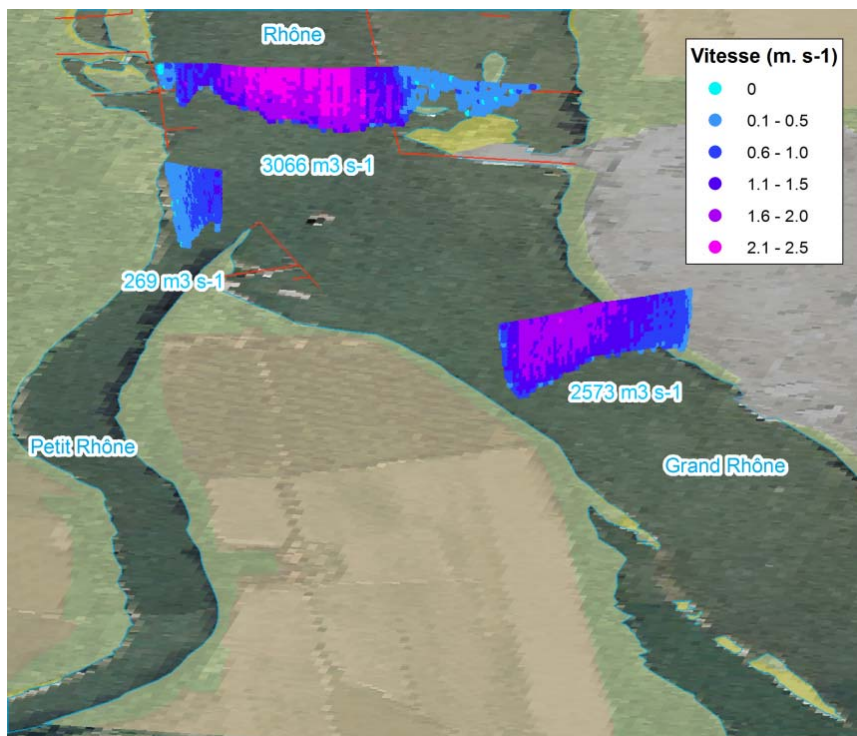 Rhône
Vitesse (m. s-1)
0
0.1 - 0.5
0.6 - 1.0
1.1 - 1.5
1.6 - 2.0
2.1 - 2.5
3066 m3 s-1
269 m3 s-1
2573 m3 s-1
Petit Rhône
Grand Rhône